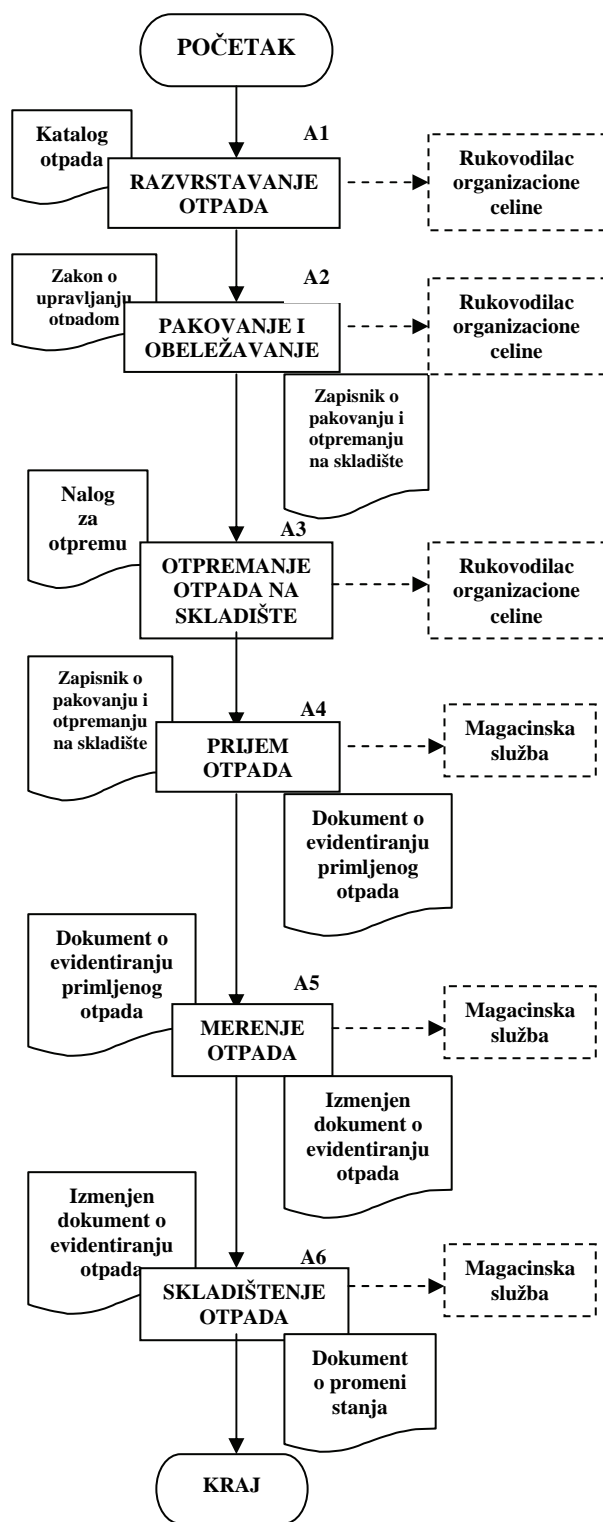 POČETAK
A1
Katalog
otpada
RAZVRSTAVANJE
OTPADA
Rukovodilac
organizacione
celine
A2
Zakon o
upravljanju
otpadom
PAKOVANJE I
OBELEŽAVANJE
Rukovodilac
organizacione
celine
Zapisnik o
pakovanju i
otpremanju
na skladište
Nalog
za
otpremu
A3
OTPREMANJE
OTPADA NA
SKLADIŠTE
Rukovodilac
organizacione
celine
Zapisnik o
pakovanju i
otpremanju
na skladište
A4
PRIJEM
OTPADA
Magacinska
služba
Dokument o
evidentiranju
primljenog
otpada
Dokument o
evidentiranju
primljenog
otpada
A5
MERENJE
OTPADA
Magacinska
služba
Izmenjen
dokument o
evidentiranju
otpada
Izmenjen
dokument o
evidentiranju
otpada
A6
SKLADIŠTENJE
OTPADA
Magacinska
služba
Dokument
o promeni
stanja
KRAJ